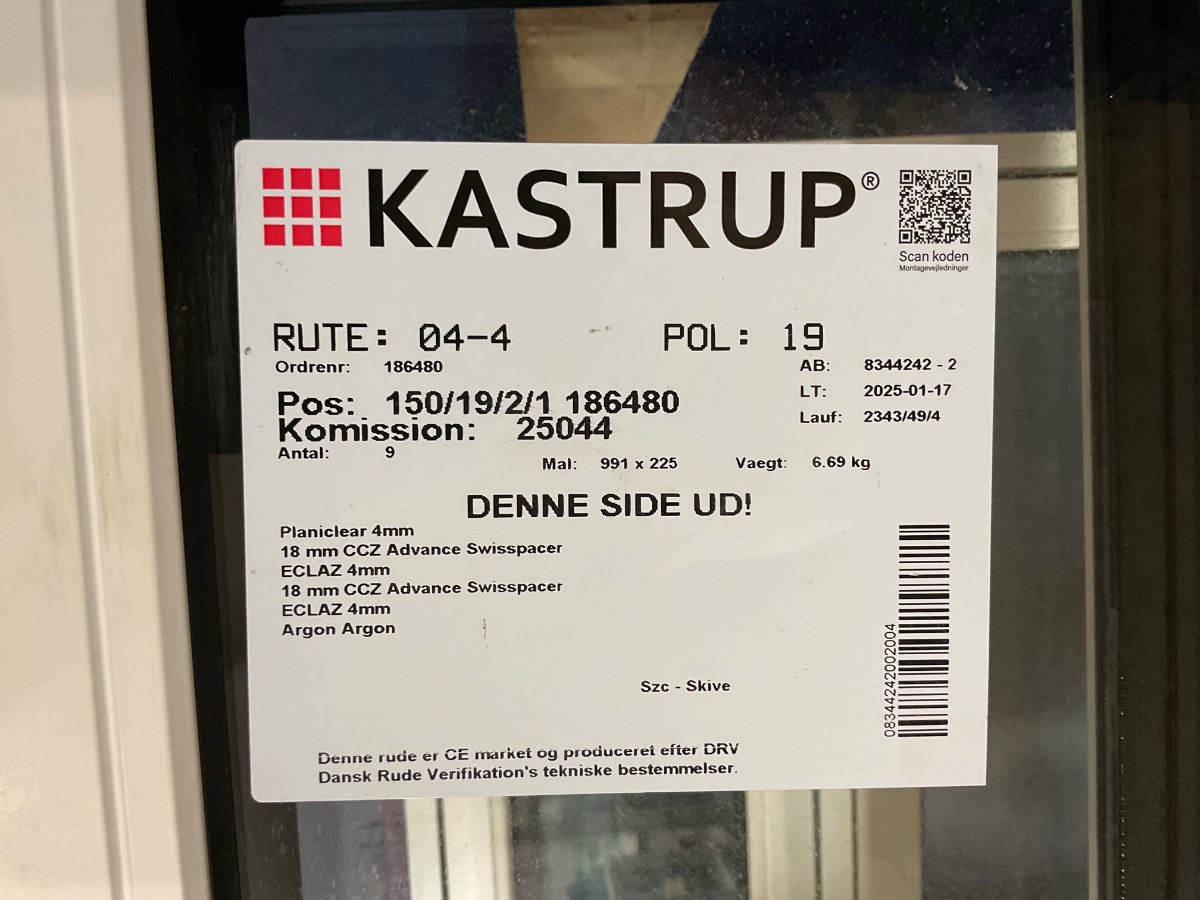 KASTRUP®
Scan koden
Montagevejledninger
RUTE: 04-4 POL: 19
Ordrenr: 186480 AB: 8344242 - 2
Pos: 150/19/2/1 186480 LT: 2025-01-17
Komission: 25044 Lauf: 2343/49/4
Antal: 9 Mal: 991 x 225 Vaegt: 6.69 kg
DENNE SIDE UD!
Planiclear 4mm
18 mm CCZ Advance Swisspacer
ECLAZ 4mm
18 mm CCZ Advance Swisspacer
ECLAZ 4mm
Argon Argon
08344242002004
Szc - Skive
Denne rude er CE market og produceret efter DRV
Dansk Rude Verifikation's tekniske bestemmelser.